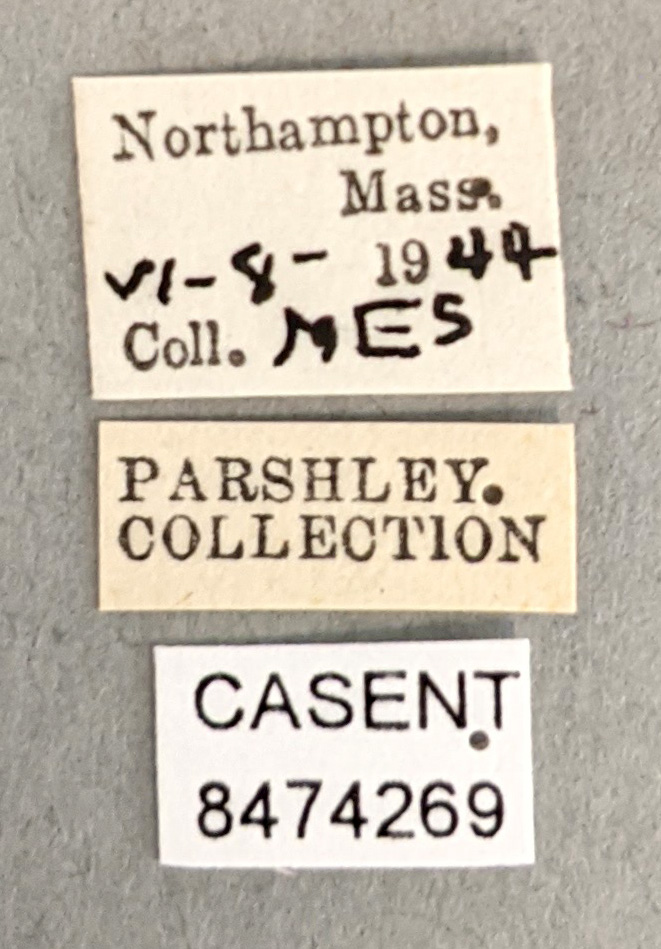 Northampton,
Mass.
VI-8- 1944
Coll. MES
PARSHLEY
COLLECTION
CASENT
8474269